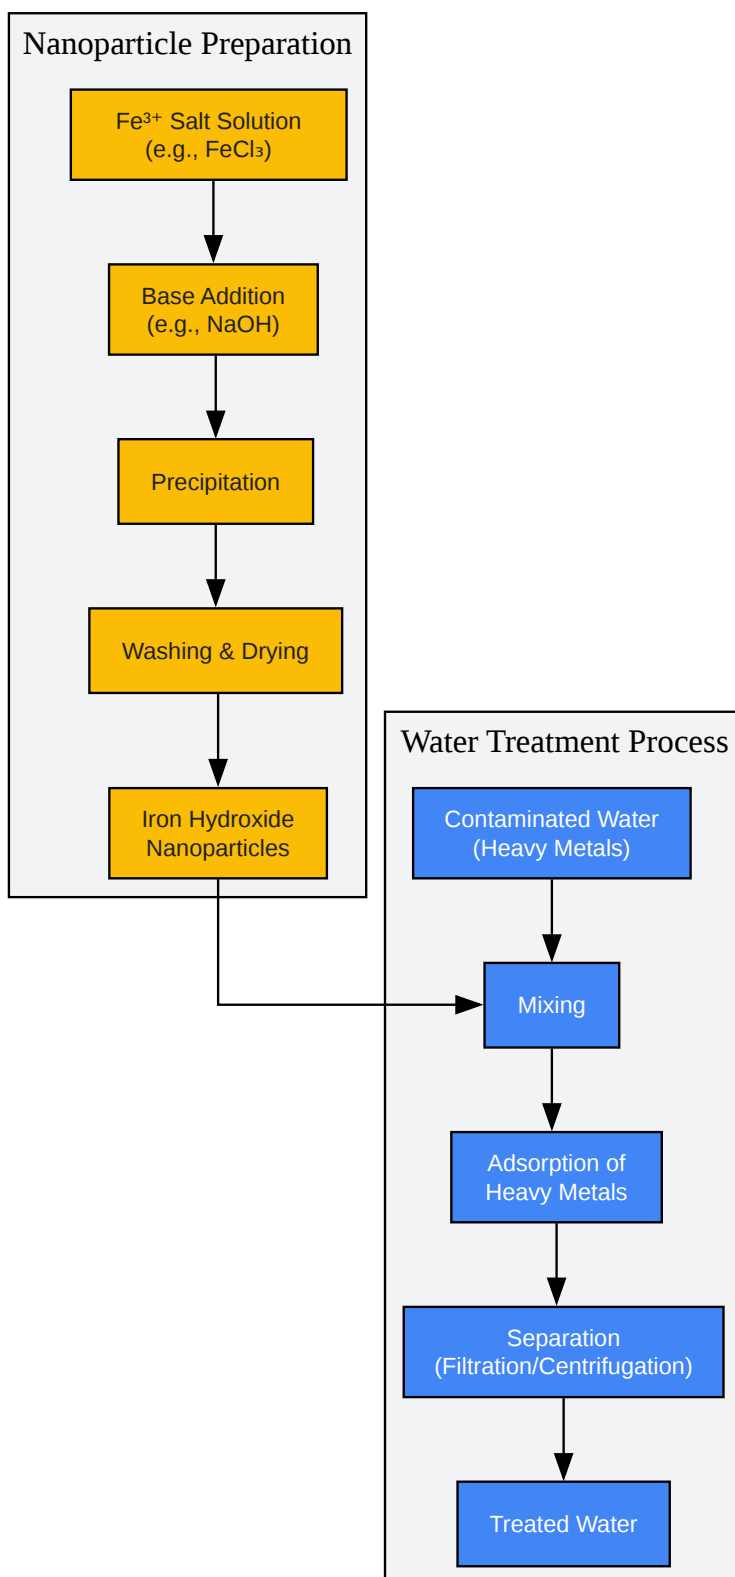 Nanoparticle Preparation
Fe³⁺ Salt Solution
(e.g., FeCl₃)
Base Addition
(e.g., NaOH)
Precipitation
Washing & Drying
Iron Hydroxide
Nanoparticles
Water Treatment Process
Contaminated Water
(Heavy Metals)
Mixing
Adsorption of
Heavy Metals
Separation
(Filtration/Centrifugation)
Treated Water